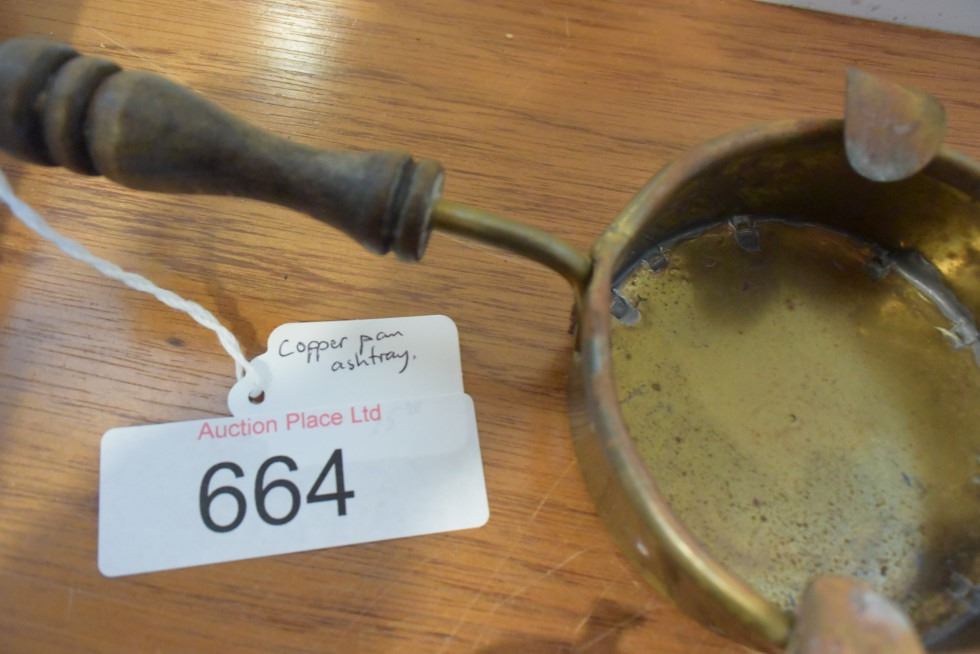 Copper pan
ashtray.
Auction Place Ltd
664